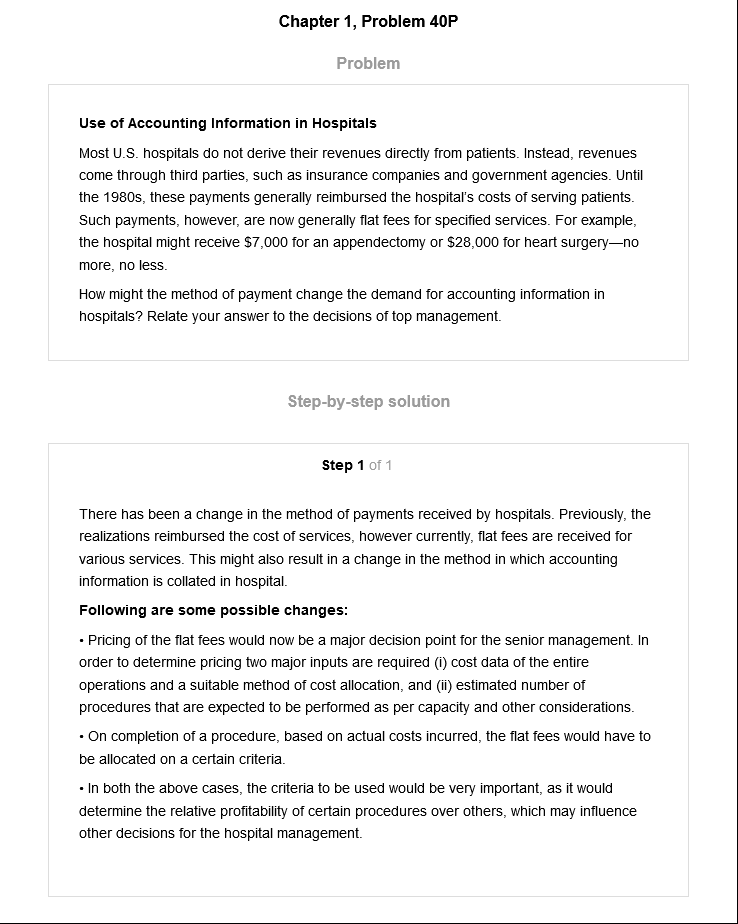 Chapter 1, Problem 40P
Problem
Use of Accounting Information in Hospitals
Most U.S. hospitals do not derive their revenues directly from patients. Instead, revenues
come through third parties, such as insurance companies and government agencies. Until
the 1980s, these payments generally reimbursed the hospital's costs of serving patients.
Such payments, however, are now generally flat fees for specified services. For example,
the hospital might receive $7,000 for an appendectomy or $28,000 for heart surgery—no
more, no less.
How might the method of payment change the demand for accounting information in
hospitals? Relate your answer to the decisions of top management.
Step-by-step solution
Step 1 of 1
There has been a change in the method of payments received by hospitals. Previously, the
realizations reimbursed the cost of services, however currently, flat fees are received for
various services. This might also result in a change in the method in which accounting
information is collated in hospital.
Following are some possible changes:
• Pricing of the flat fees would now be a major decision point for the senior management. In
order to determine pricing two major inputs are required (i) cost data of the entire
operations and a suitable method of cost allocation, and (ii) estimated number of
procedures that are expected to be performed as per capacity and other considerations.
• On completion of a procedure, based on actual costs incurred, the flat fees would have to
be allocated on a certain criteria.
• In both the above cases, the criteria to be used would be very important, as it would
determine the relative profitability of certain procedures over others, which may influence
other decisions for the hospital management.